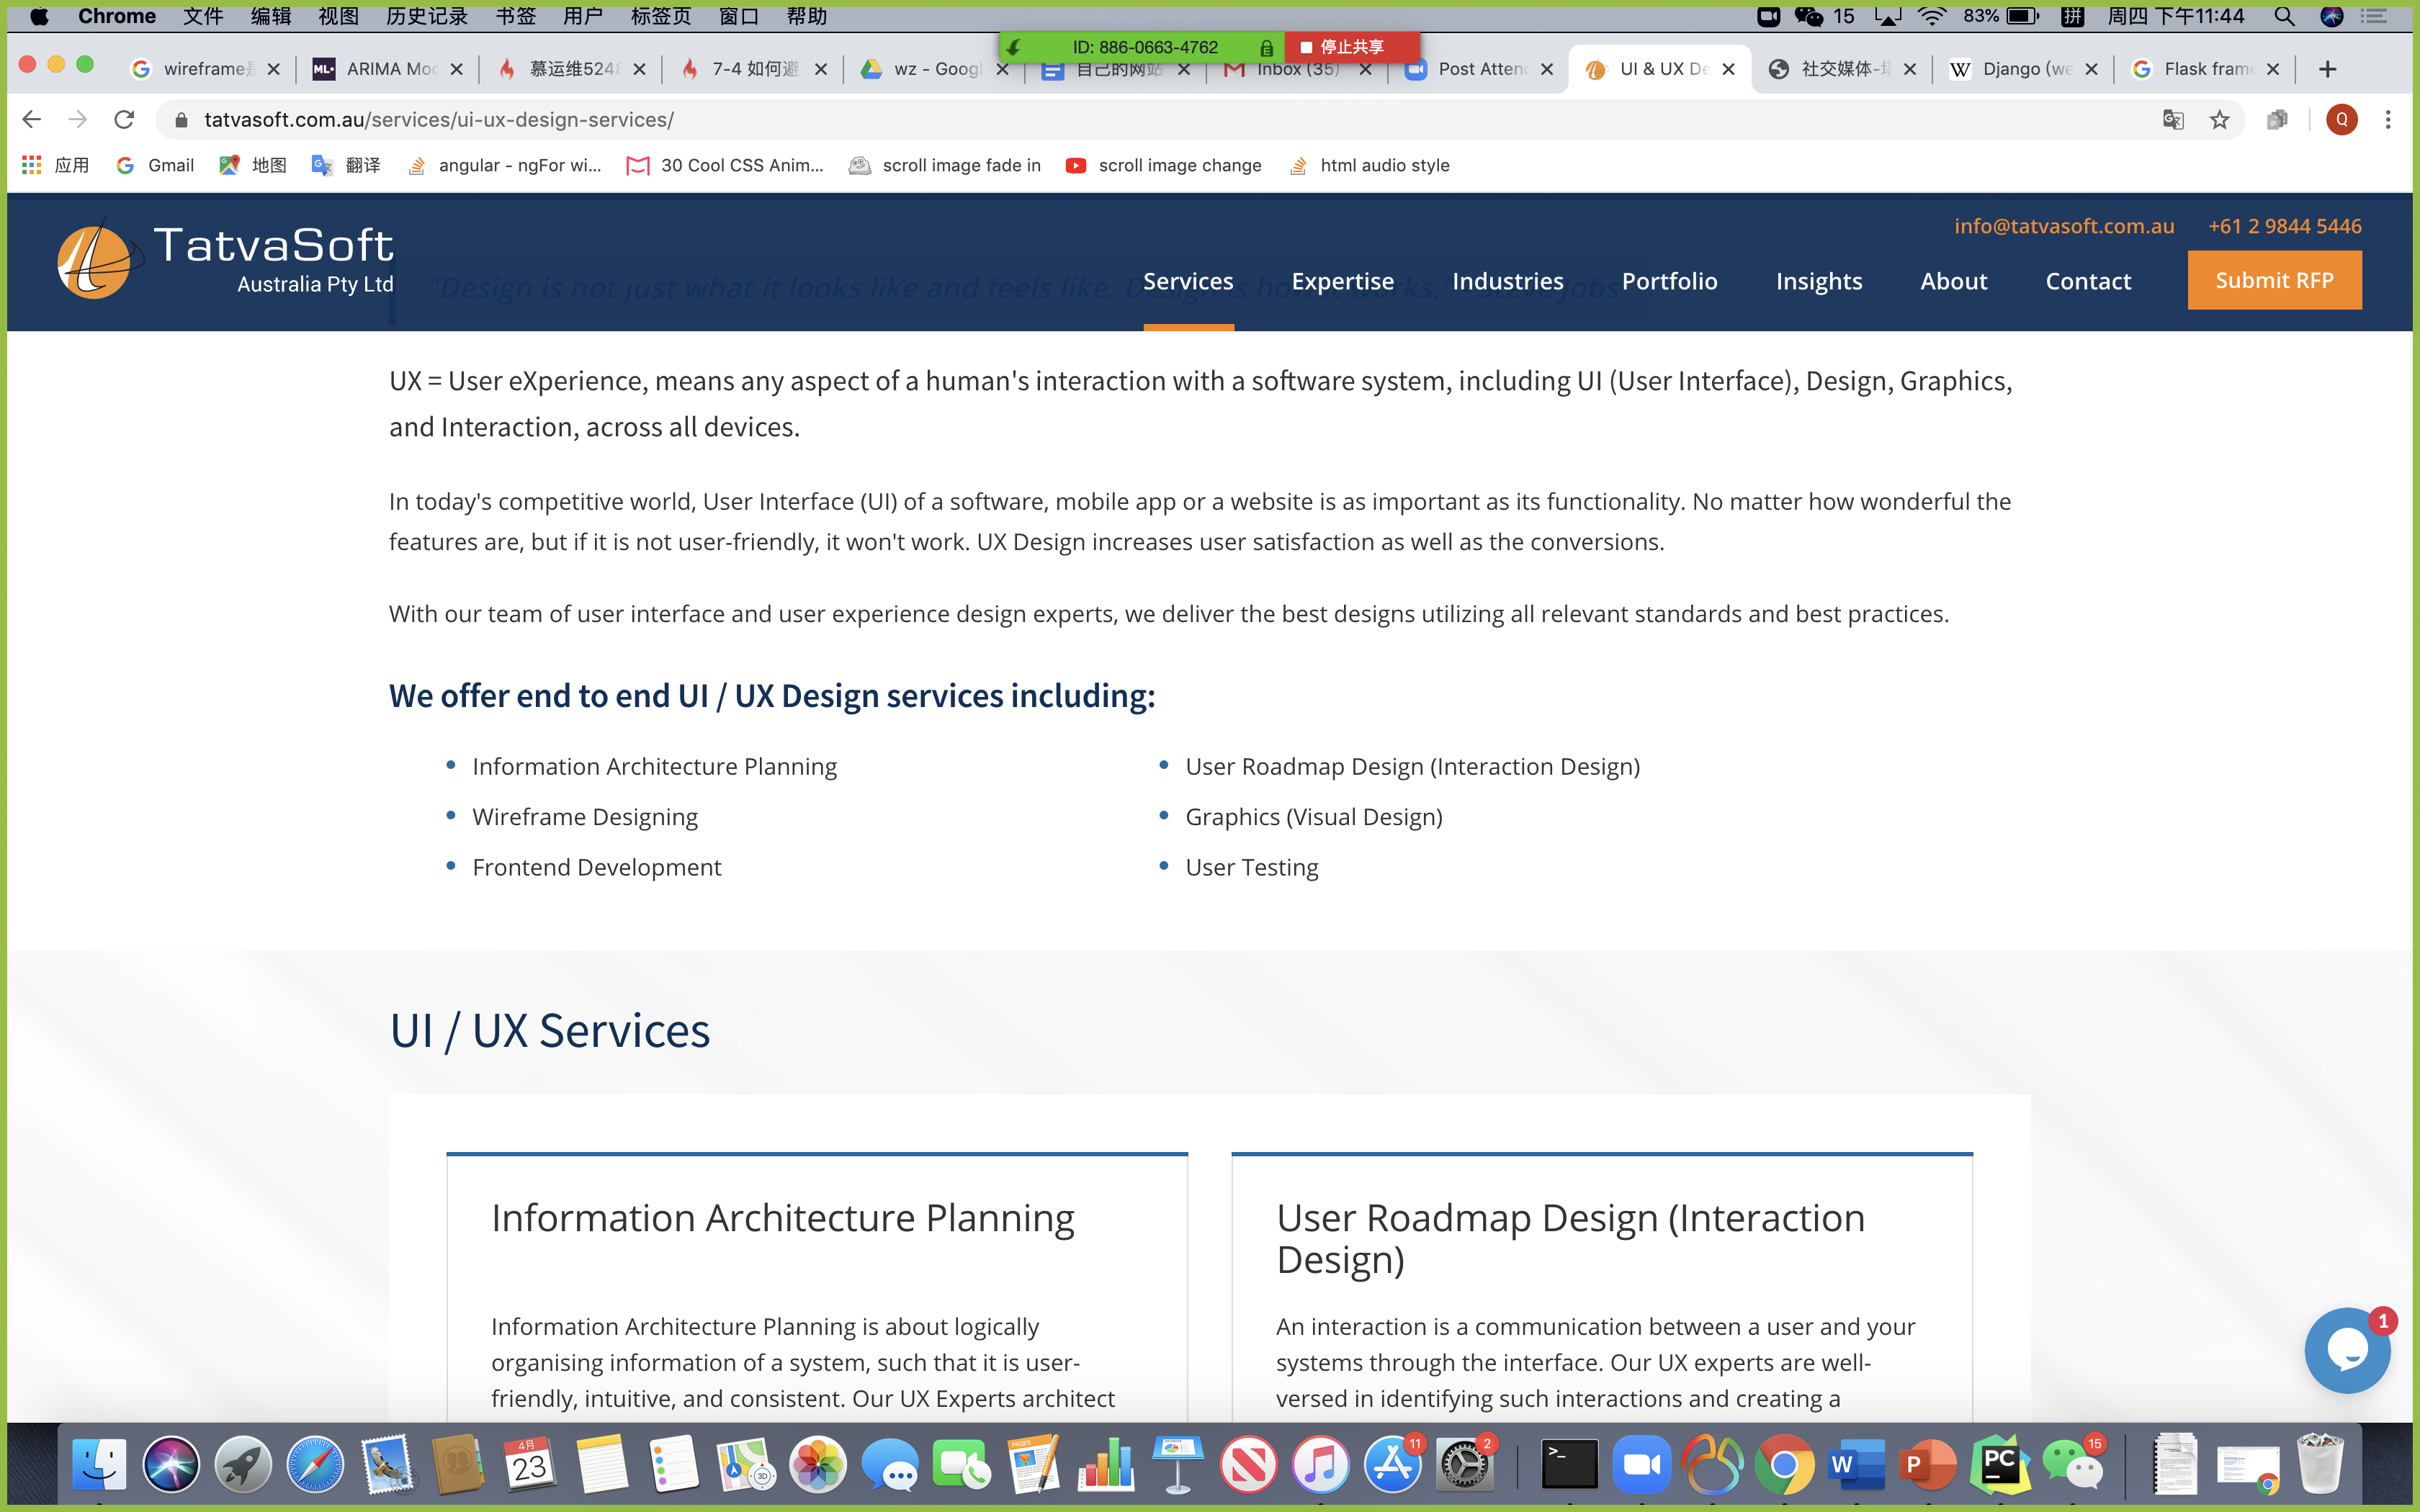 Chrome 文件 编辑 视图 历史记录 书签 用户 标签页 窗口 帮助 15 83% 拼 周四 下午11:44
ID: 886-0663-4762 停止共享
wireframe ARIMA Mo 慕运维524 7-4 如何避 wz - Googl 自己的网站 Inbox (35) Post Atten UI & UX De 社交媒体- Django (we Flask fram
tatvasoft.com.au/services/ui-ux-design-services/
Q
应用 Gmail 地图 翻译 angular - ngFor wi... 30 Cool CSS Anim... scroll image fade in scroll image change html audio style
info@tatvasoft.com.au +61 2 9844 5446
TatvaSoft
Australia Pty Ltd
"Design is not just what it looks like and feels like. Design is how it works." Steve Jobs
Services Expertise Industries Portfolio Insights About Contact Submit RFP
UX = User eXperience, means any aspect of a human's interaction with a software system, including UI (User Interface), Design, Graphics,
and Interaction, across all devices.
In today's competitive world, User Interface (UI) of a software, mobile app or a website is as important as its functionality. No matter how wonderful the
features are, but if it is not user-friendly, it won't work. UX Design increases user satisfaction as well as the conversions.
With our team of user interface and user experience design experts, we deliver the best designs utilizing all relevant standards and best practices.
We offer end to end UI / UX Design services including:
Information Architecture Planning
Wireframe Designing
Frontend Development
User Roadmap Design (Interaction Design)
Graphics (Visual Design)
User Testing
UI / UX Services
Information Architecture Planning
Information Architecture Planning is about logically
organising information of a system, such that it is user-
friendly, intuitive, and consistent. Our UX Experts architect
User Roadmap Design (Interaction
Design)
An interaction is a communication between a user and your
systems through the interface. Our UX experts are well-
versed in identifying such interactions and creating a
1
4月
23
PAGES
3D
11
2
W
P
PC
15